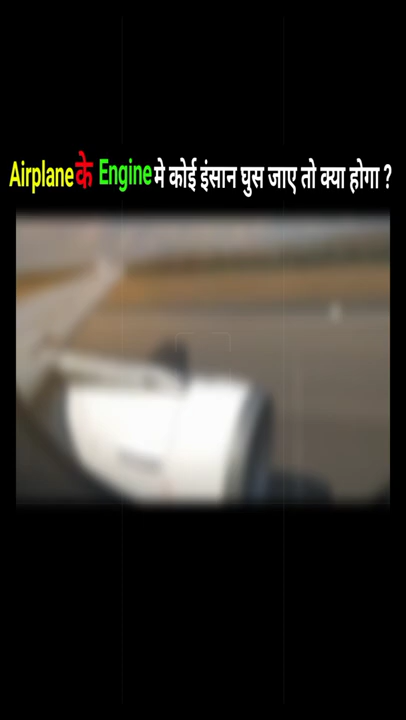 Airplane के Engine मे कोई इंसान घुस जाए तो क्या होगा ?